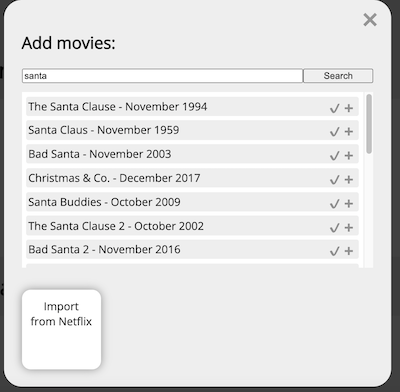 Add movies:
santa
Search
The Santa Clause - November 1994
Santa Claus - November 1959
Bad Santa - November 2003
Christmas & Co. - December 2017
Santa Buddies - October 2009
The Santa Clause 2 - October 2002
Bad Santa 2 - November 2016
Import
from Netflix